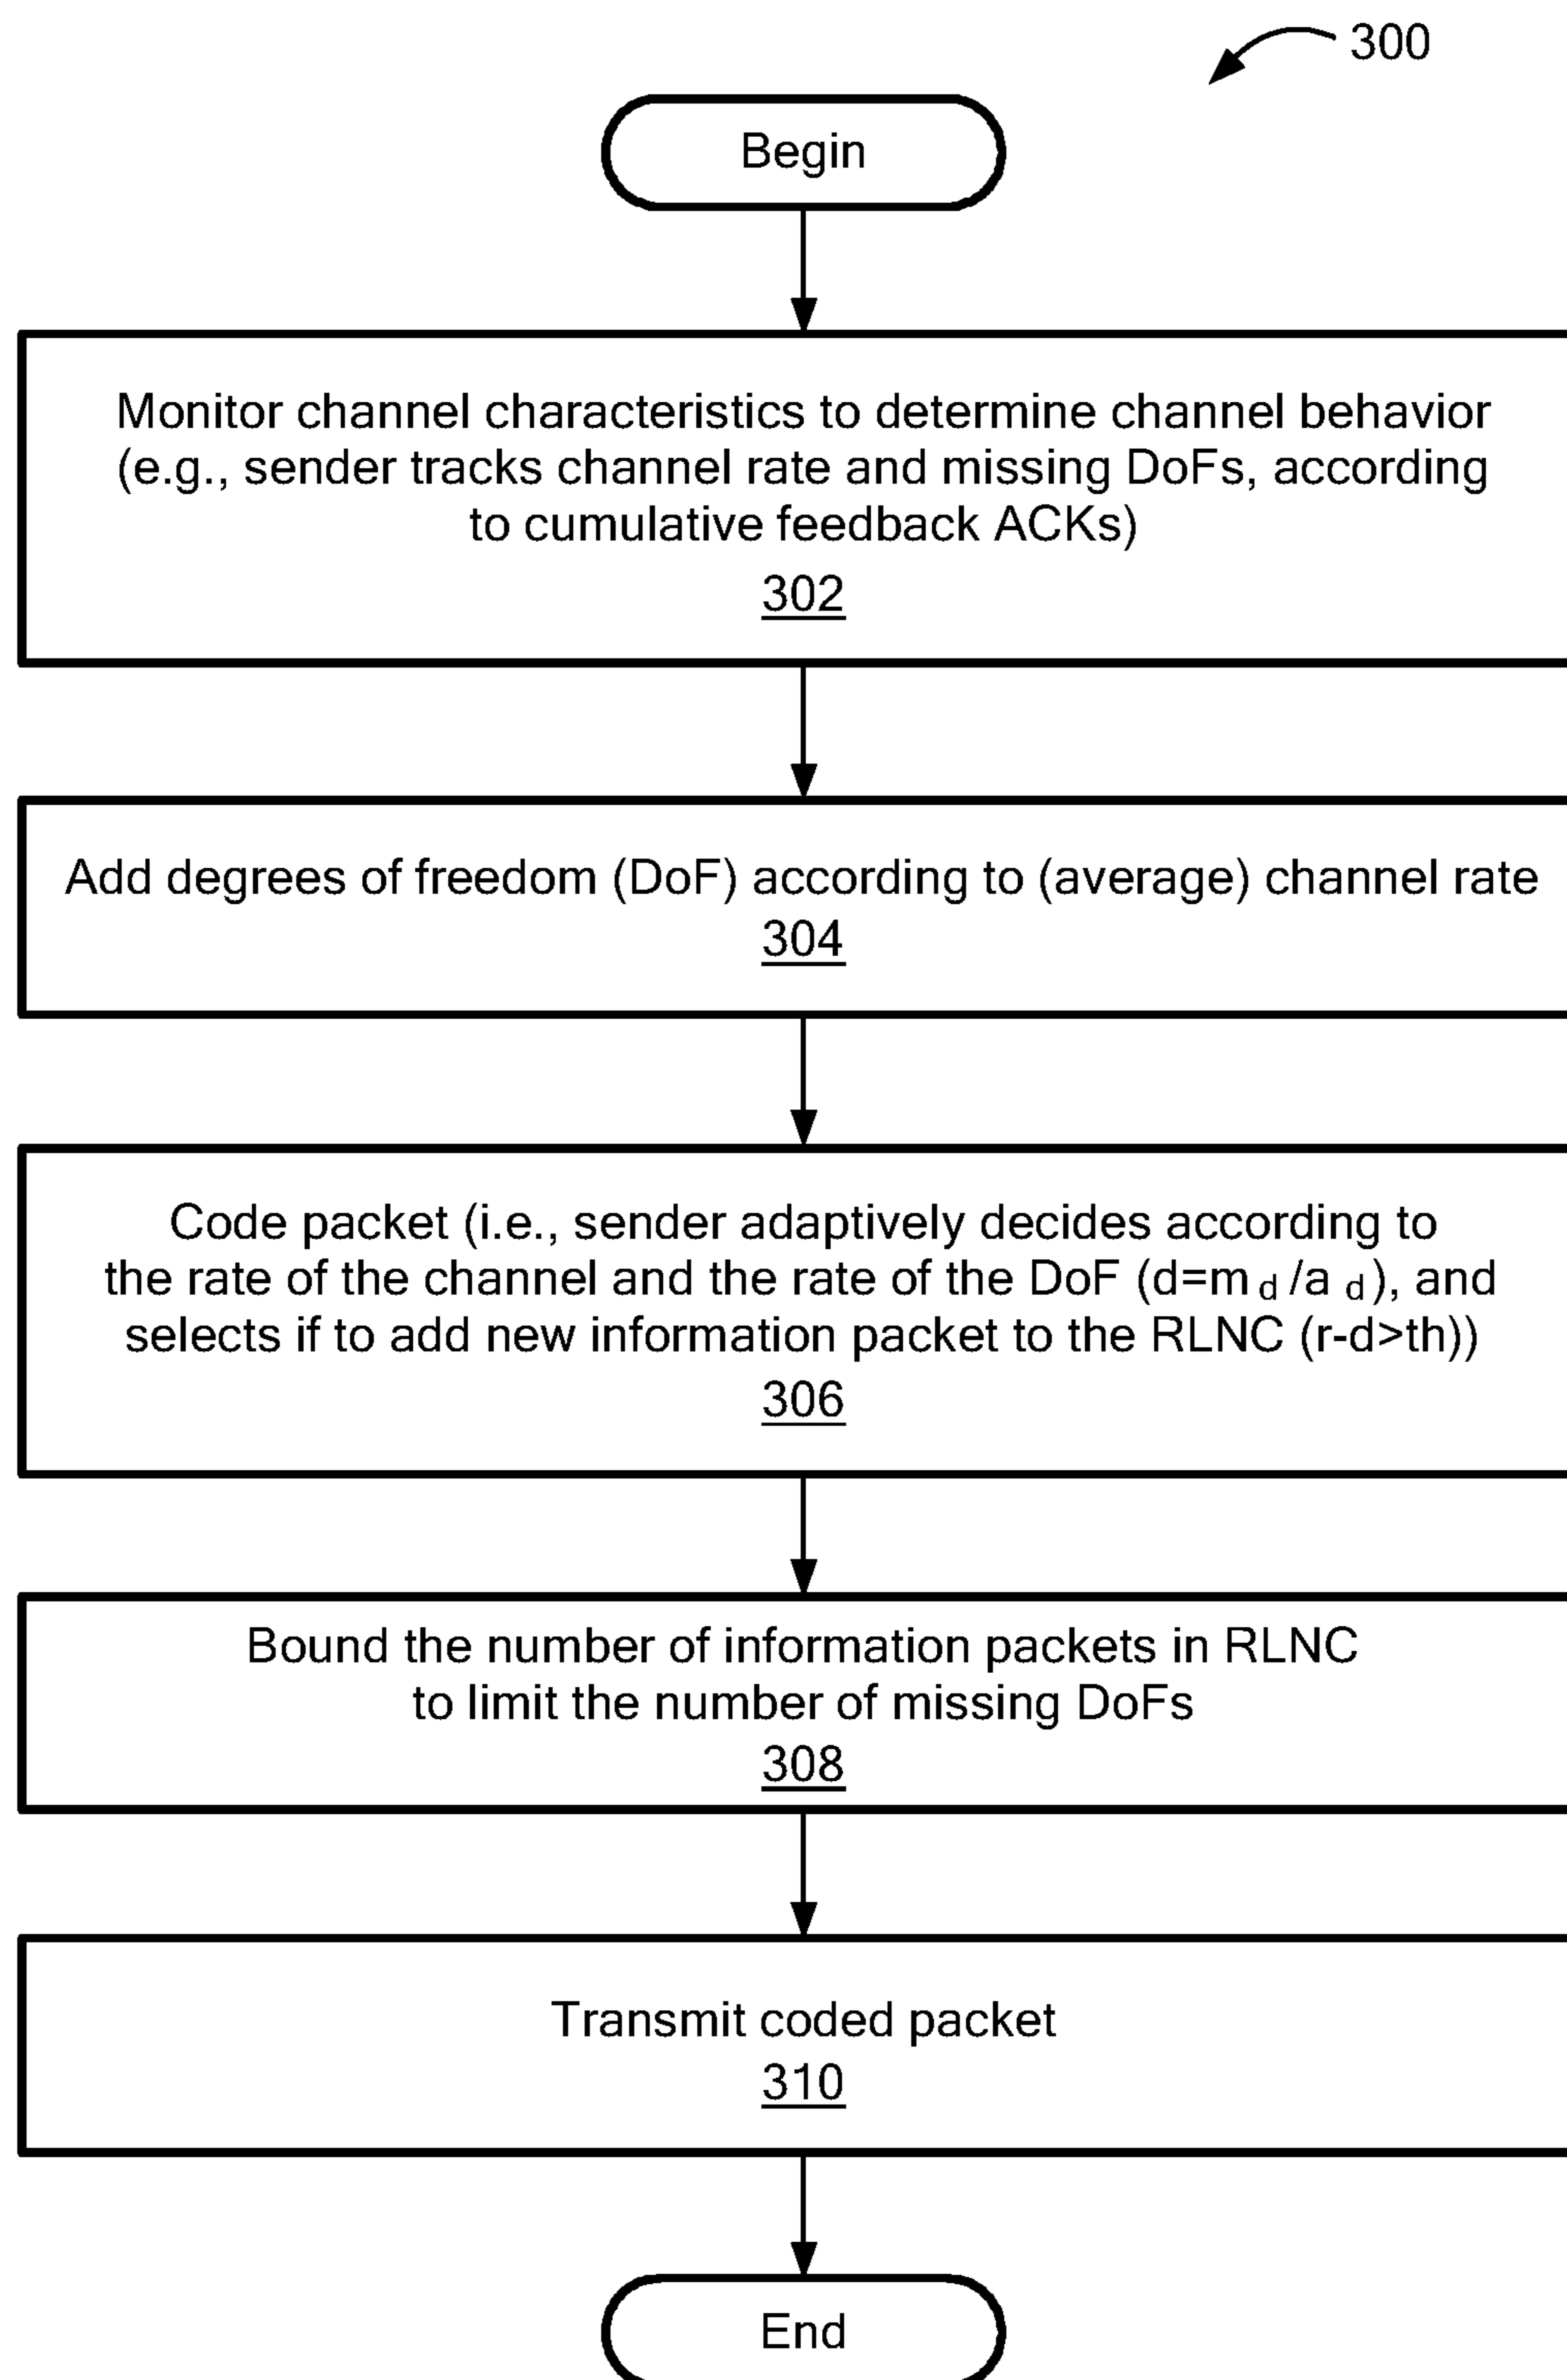 300
Begin
Monitor channel characteristics to determine channel behavior
(e.g., sender tracks channel rate and missing DoFs, according
to cumulative feedback ACKs)
302
Add degrees of freedom (DoF) according to (average) channel rate
304
Code packet (i.e., sender adaptively decides according to
the rate of the channel and the rate of the DoF (d=m d /a d), and
selects if to add new information packet to the RLNC (r-d>th))
306
Bound the number of information packets in RLNC
to limit the number of missing DoFs
308
Transmit coded packet
310
End